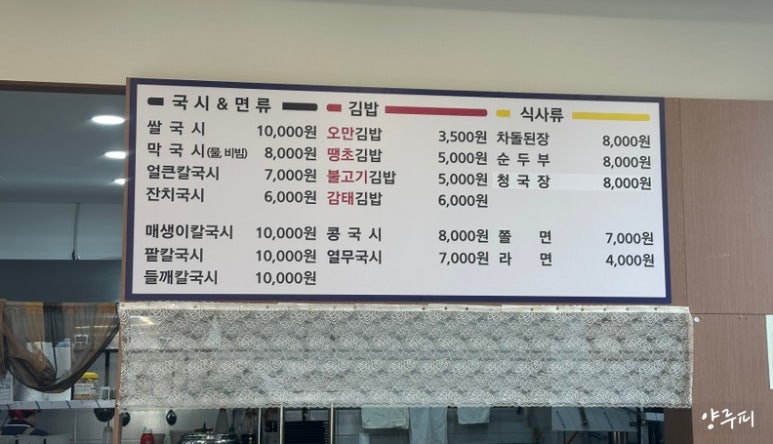 국시&면류
쌀국시 10,000원
막국시(물, 비빔) 8,000원
얼큰칼국시 7,000원
잔치국시 6,000원
매생이칼국시 10,000원
팥칼국시 10,000원
들깨칼국시 10,000원
김밥
오만김밥 3,500원
땡초김밥 5,000원
불고기김밥 5,000원
감태김밥 6,000원
콩국시 8,000원
열무국시 7,000원
식사류
차돌된장 8,000원
순두부 8,000원
청국장 8,000원
쫄면 7,000원
라면 4,000원
양루피